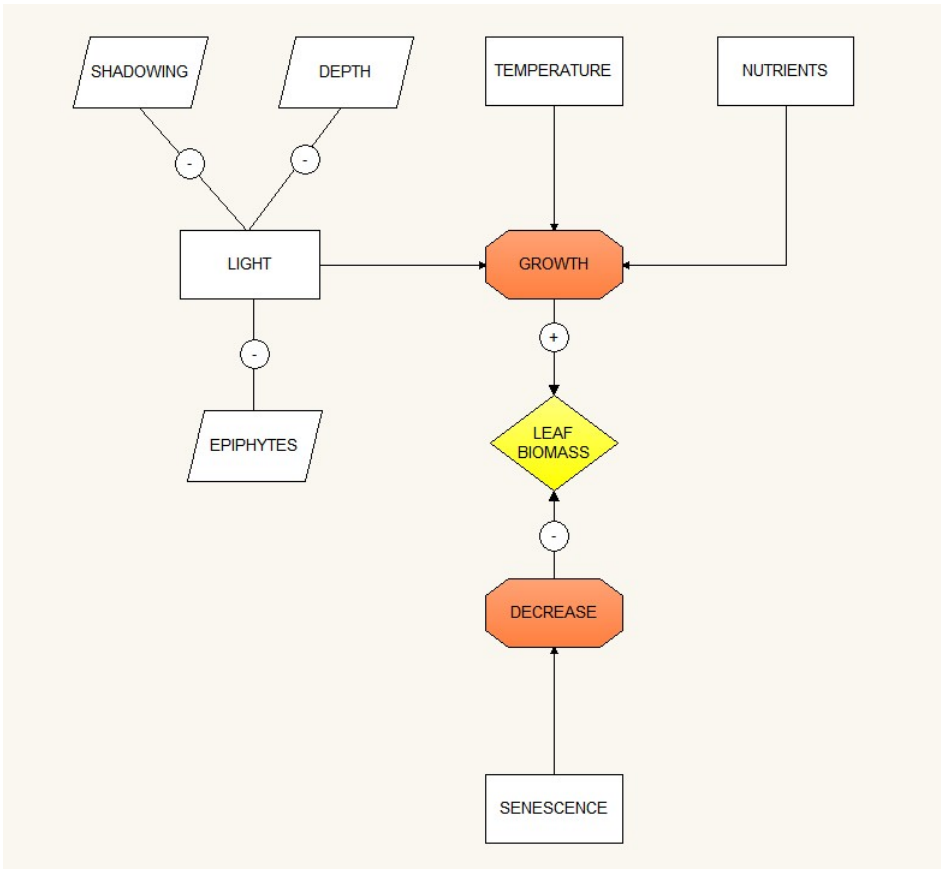 SHADOWING
DEPTH
TEMPERATURE
NUTRIENTS
-
-
LIGHT
GROWTH
+
-
LEAF
BIOMASS
EPIPHYTES
-
DECREASE
SENESCENCE